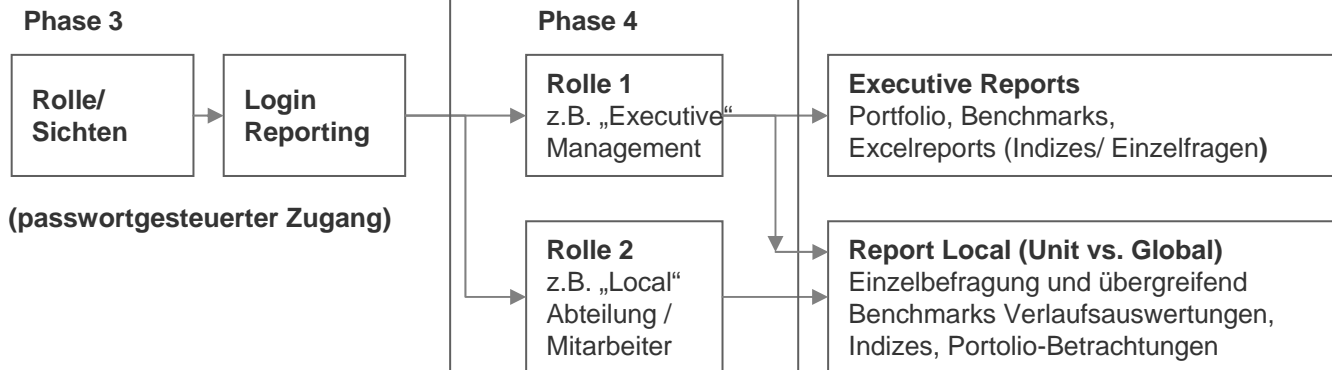 Phase 3
Phase 4
Rolle/
Sichten
Login
Reporting
(passwortgesteuerter Zugang)
Rolle 1
z.B. „Executive“
Management
Rolle 2
z.B. „Local“
Abteilung /
Mitarbeiter
Executive Reports
Portfolio, Benchmarks,
Excelreports (Indizes/ Einzelfragen)
Report Local (Unit vs. Global)
Einzelbefragung und übergreifend
Benchmarks Verlaufsauswertungen,
Indizes, Portolio-Betrachtungen